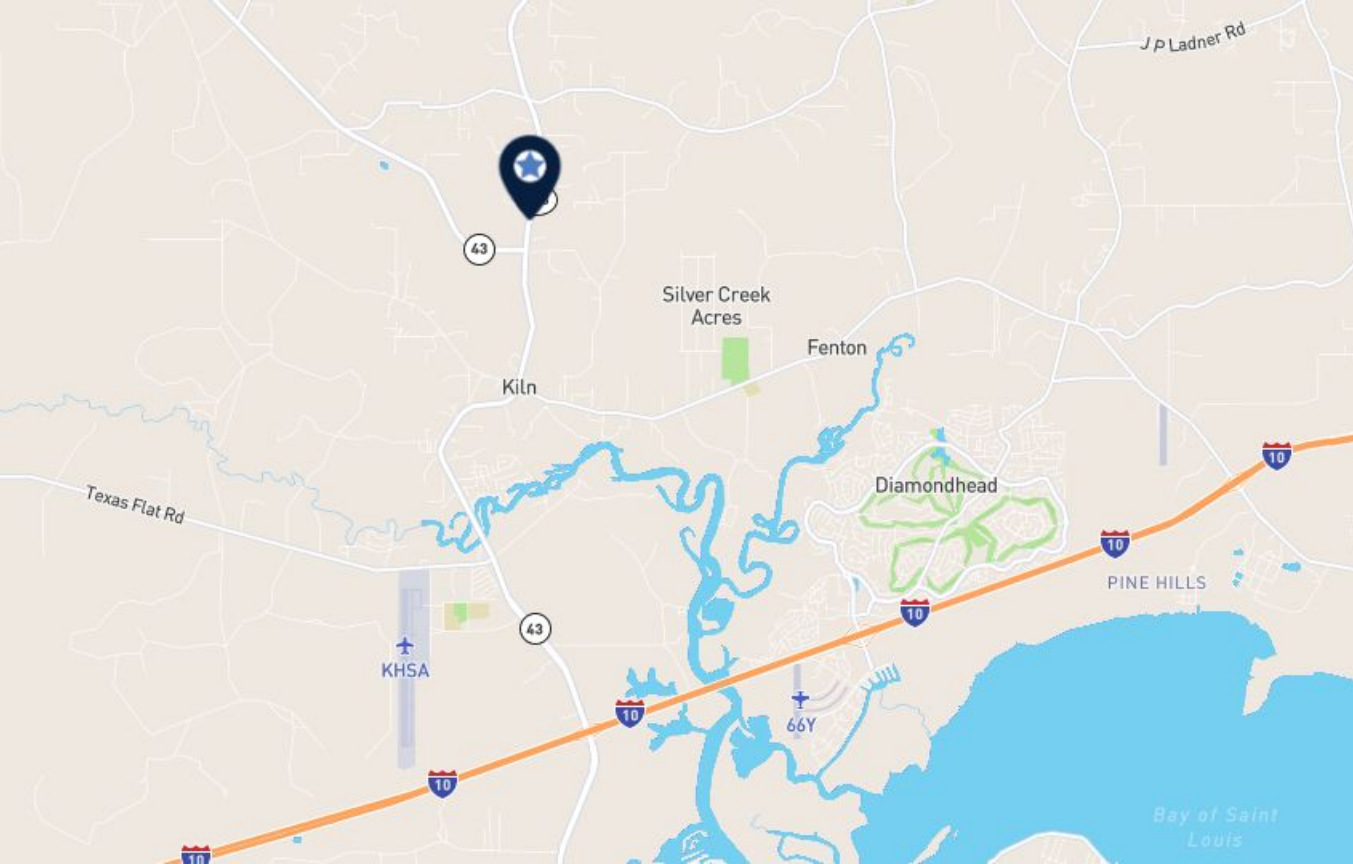 J P Ladner Rd
43
Silver Creek
Acres
Fenton
Kiln
10
Diamondhead
Texas Flat Rd
10
PINE HILLS
10
43
KHSA
10
66Y
10
Bay of Saint
Louis
10